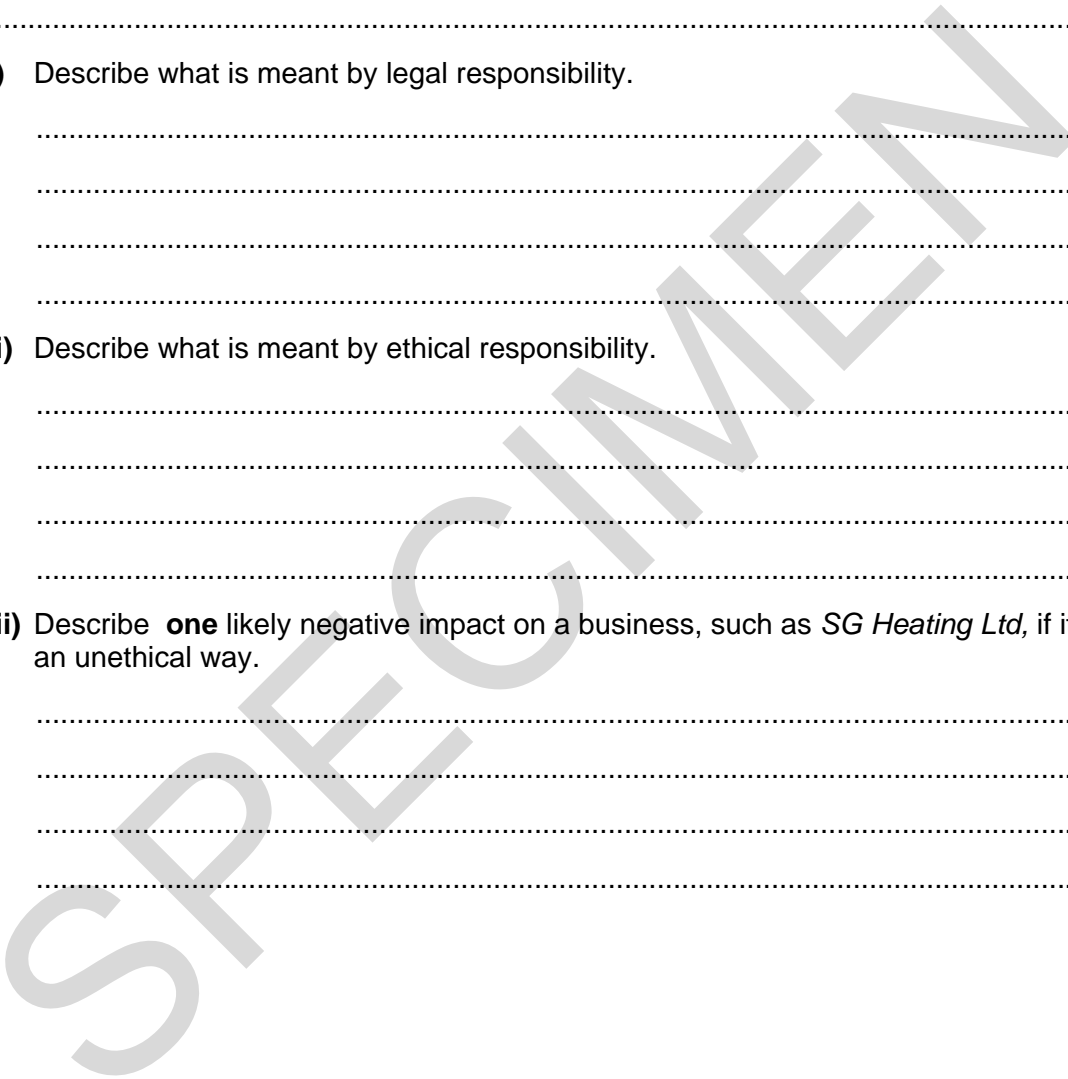 ) Describe what is meant by legal responsibility.
i) Describe what is meant by ethical responsibility.
ii) Describe one likely negative impact on a business, such as SG Heating Ltd, if it
an unethical way.
SPECIMEN